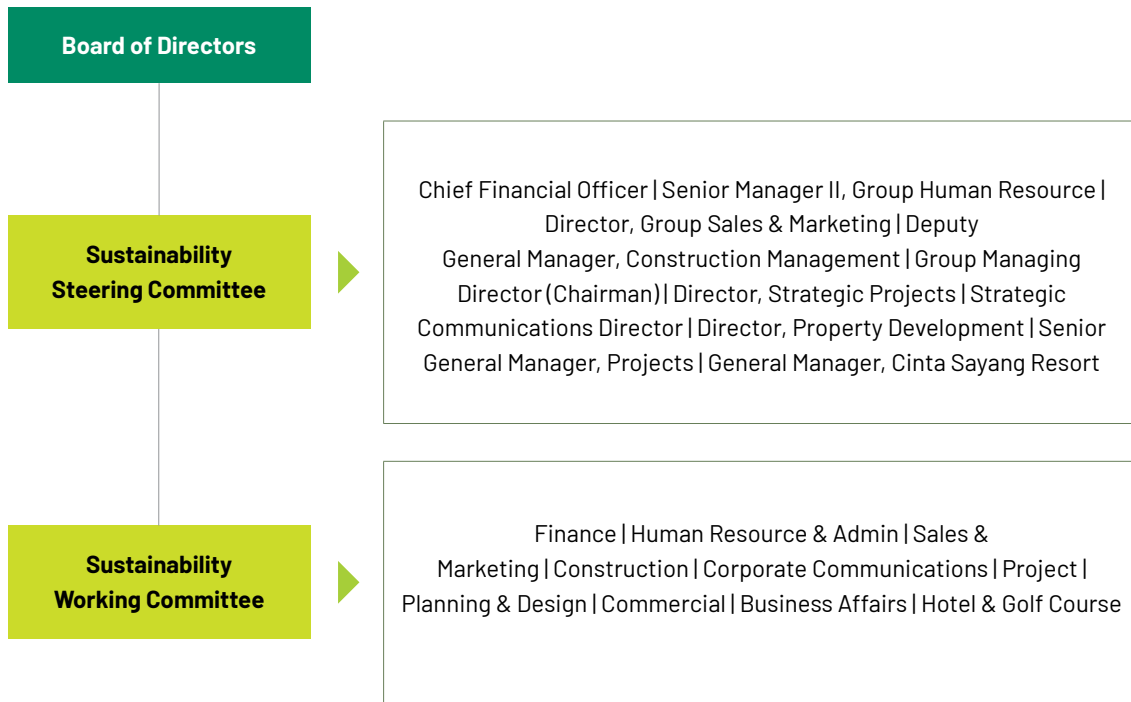 Board of Directors
Sustainability
Steering Committee
Chief Financial Officer | Senior Manager II, Group Human Resource |
Director, Group Sales & Marketing | Deputy
General Manager, Construction Management | Group Managing
Director (Chairman) | Director, Strategic Projects | Strategic
Communications Director | Director, Property Development | Senior
General Manager, Projects | General Manager, Cinta Sayang Resort
Sustainability
Working Committee
Finance | Human Resource & Admin | Sales &
Marketing | Construction | Corporate Communications | Project |
Planning & Design | Commercial | Business Affairs | Hotel & Golf Course